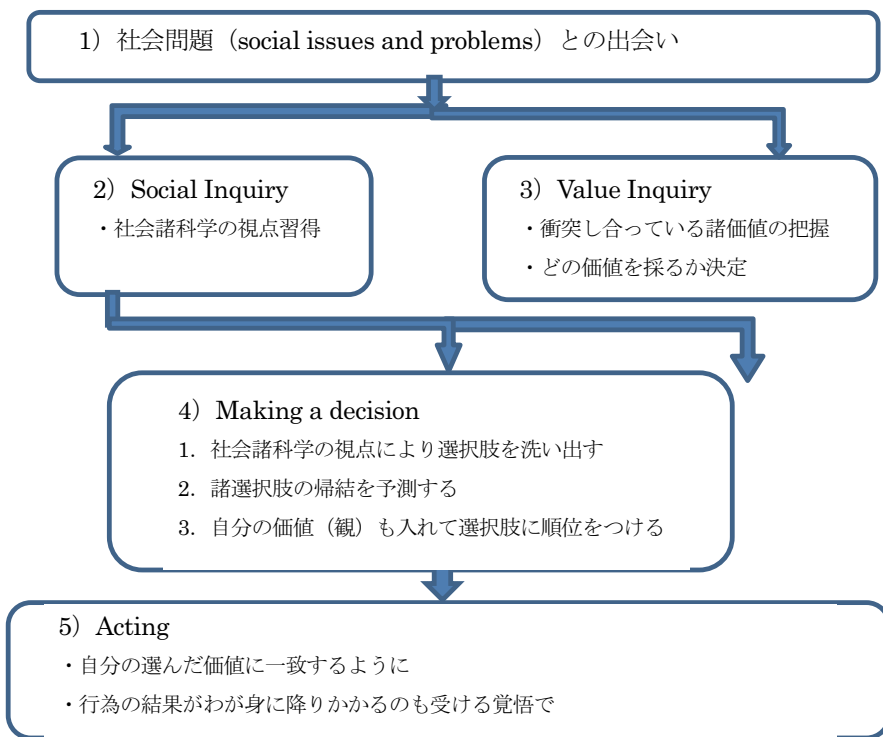 1）社会問題（social issues and problems）との出会い
2）Social Inquiry
・社会諸科学の視点習得
3）Value Inquiry
・衝突し合っている諸価値の把握
・どの価値を採るか決定
4）Making a decision
1. 社会諸科学の視点により選択肢を洗い出す
2. 諸選択肢の帰結を予測する
3. 自分の価値（観）も入れて選択肢に順位をつける
5）Acting
・自分の選んだ価値に一致するように
・行為の結果がわが身に降りかかるのも受ける覚悟で